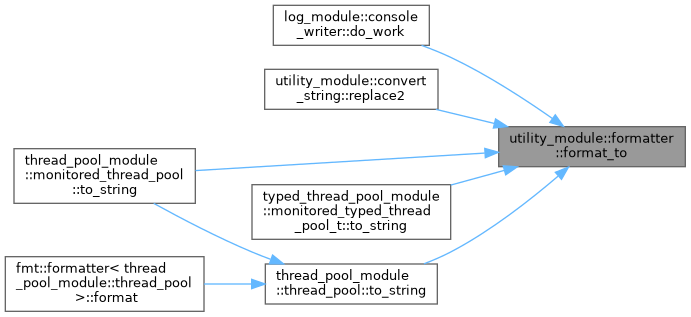 log_module::console
_writer::do_work
utility_module::convert
_string::replace2
utility_module::formatter
::format_to
thread_pool_module
::monitored_thread_pool
::to_string
typed_thread_pool_module
::monitored_typed_thread
_pool_t::to_string
fmt::formatter< thread
_pool_module::thread_pool
>::format
thread_pool_module
::thread_pool::to_string